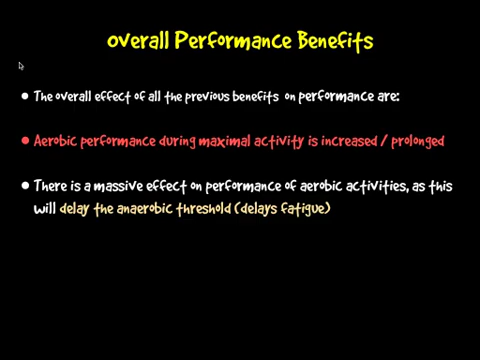 Overall Performance Benefits
• The overall effect of all the previous benefits on performance are:
• Aerobic performance during maximal activity is increased / prolonged
• There is a massive effect on performance of aerobic activities, as this
will delay the anaerobic threshold (delays fatigue)